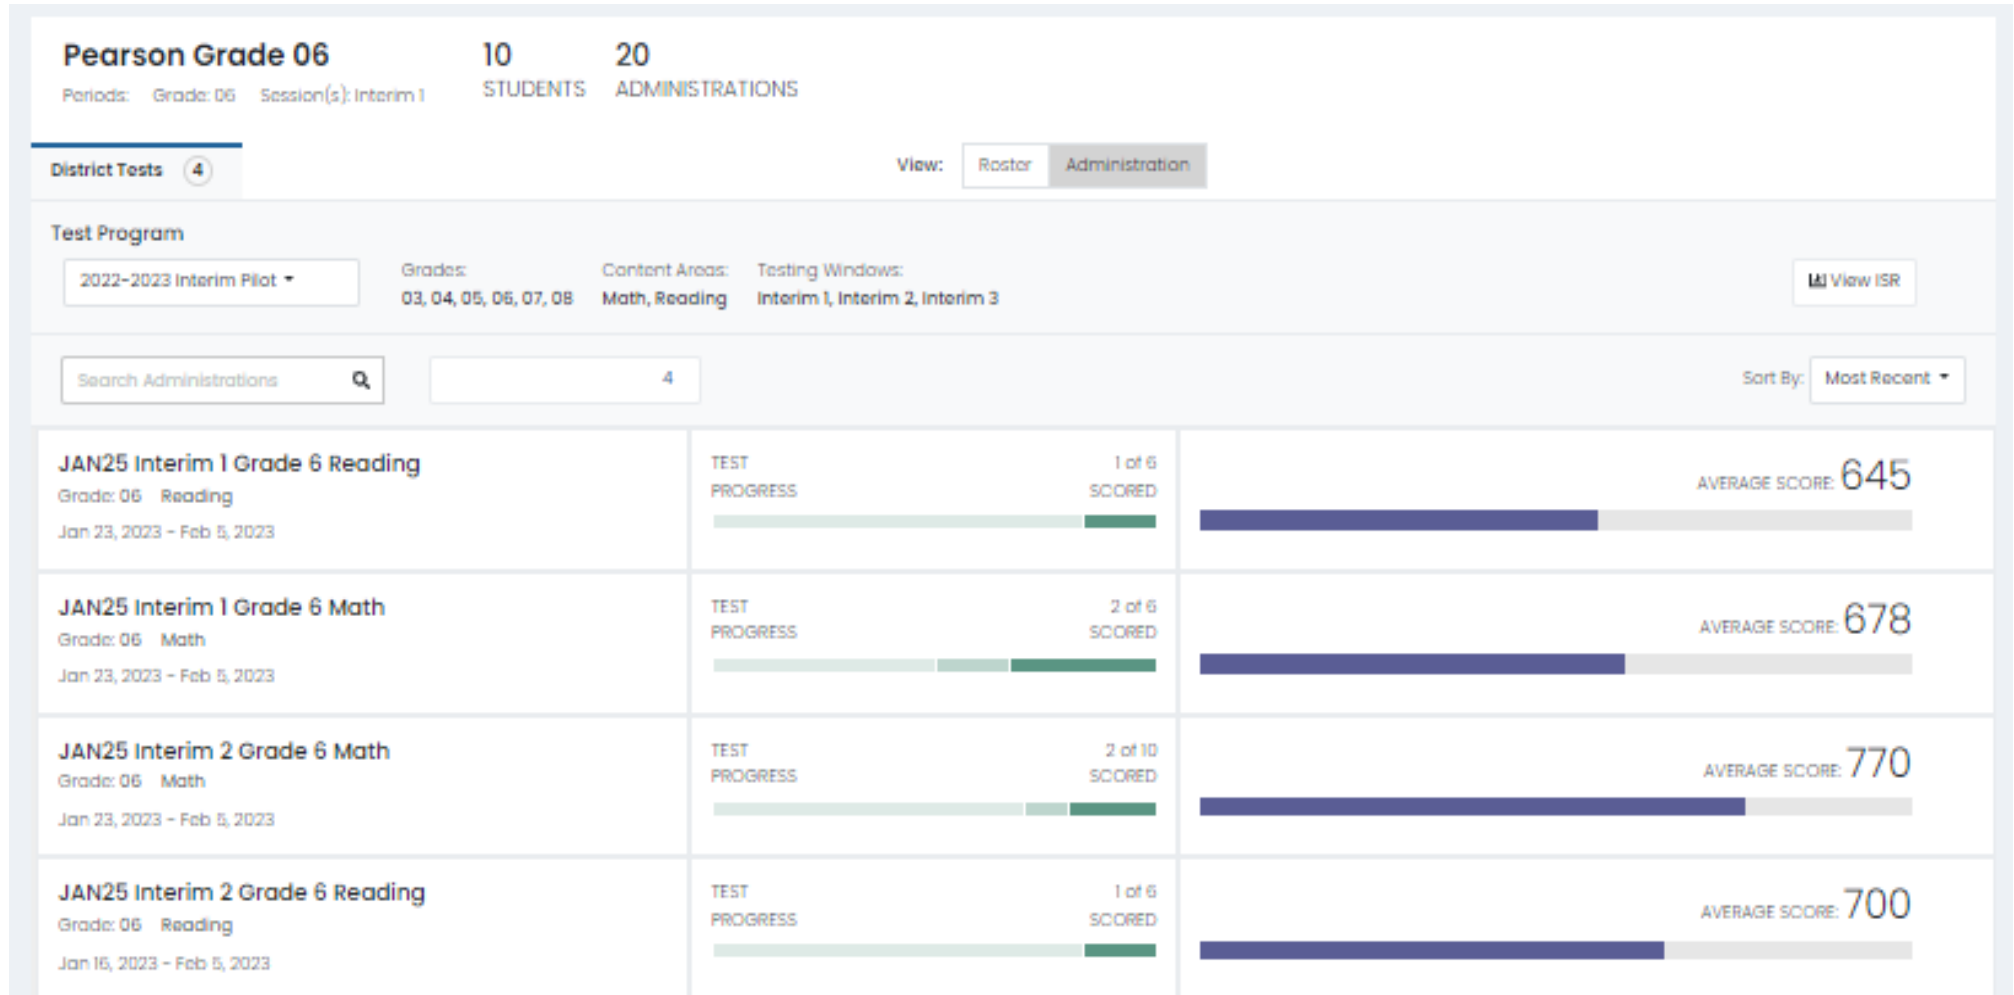 Pearson Grade 06
10
20
STUDENTS
ADMINISTRATIONS
Periods: Grade: 06 Session(s): Interim 1
District Tests 4
View: Roster Administration
Test Program
2022-2023 Interim Pilot
Grades:
03, 04, 05, 06, 07, 08
Content Areas:
Math, Reading
Testing Windows:
Interim 1, Interim 2, Interim 3
View ISR
Search Administrations
4
Sort By: Most Recent
JAN25 Interim 1 Grade 6 Reading
Grade: 06 Reading
Jan 23, 2023 - Feb 5, 2023
TEST
PROGRESS
1 of 6
SCORED
AVERAGE SCORE: 645
JAN25 Interim 1 Grade 6 Math
Grade: 06 Math
Jan 23, 2023 - Feb 5, 2023
TEST
PROGRESS
2 of 6
SCORED
AVERAGE SCORE: 678
JAN25 Interim 2 Grade 6 Math
Grade: 06 Math
Jan 23, 2023 - Feb 5, 2023
TEST
PROGRESS
2 of 10
SCORED
AVERAGE SCORE: 770
JAN25 Interim 2 Grade 6 Reading
Grade: 06 Reading
Jan 16, 2023 - Feb 5, 2023
TEST
PROGRESS
1 of 6
SCORED
AVERAGE SCORE: 700